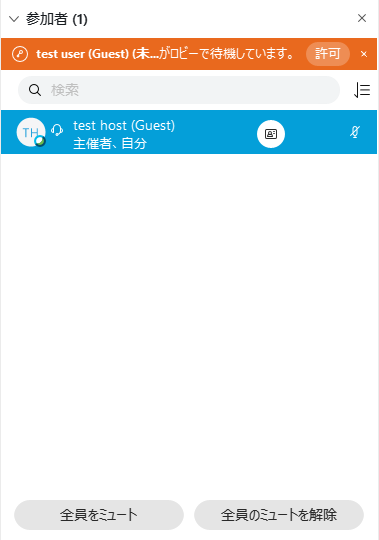 参加者 (1)
test user (Guest) (未...がロビーで待機しています。 許可
検索
TH
test host (Guest)
主催者、自分
全員をミュート 全員のミュートを解除